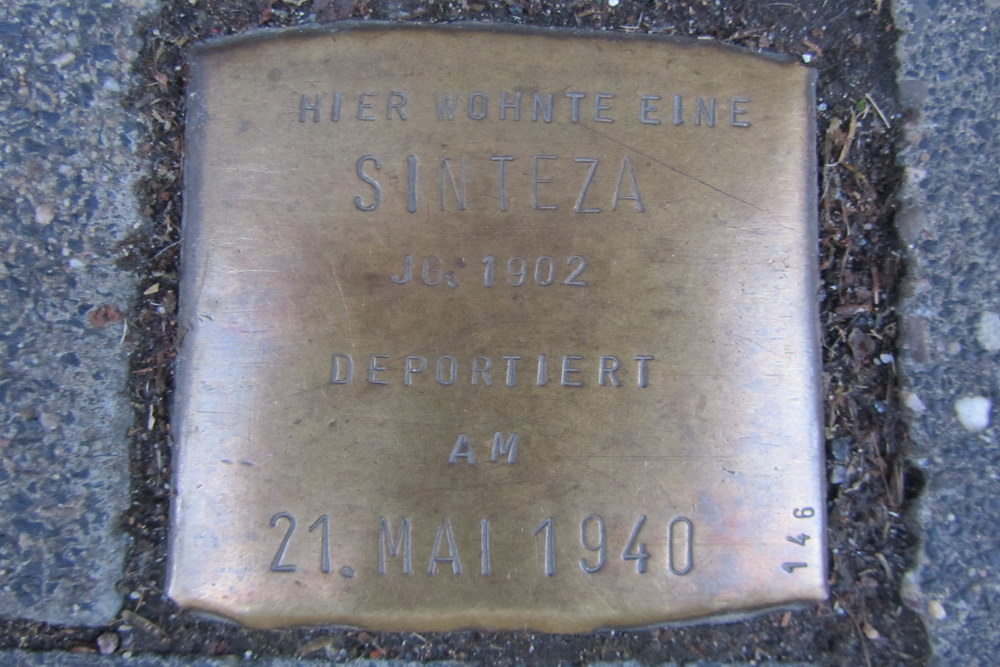 HIER WOHNTE EINE
SINTEZA
JG. 1902
DEPORTIERT
AM
21. MAI 1940
146